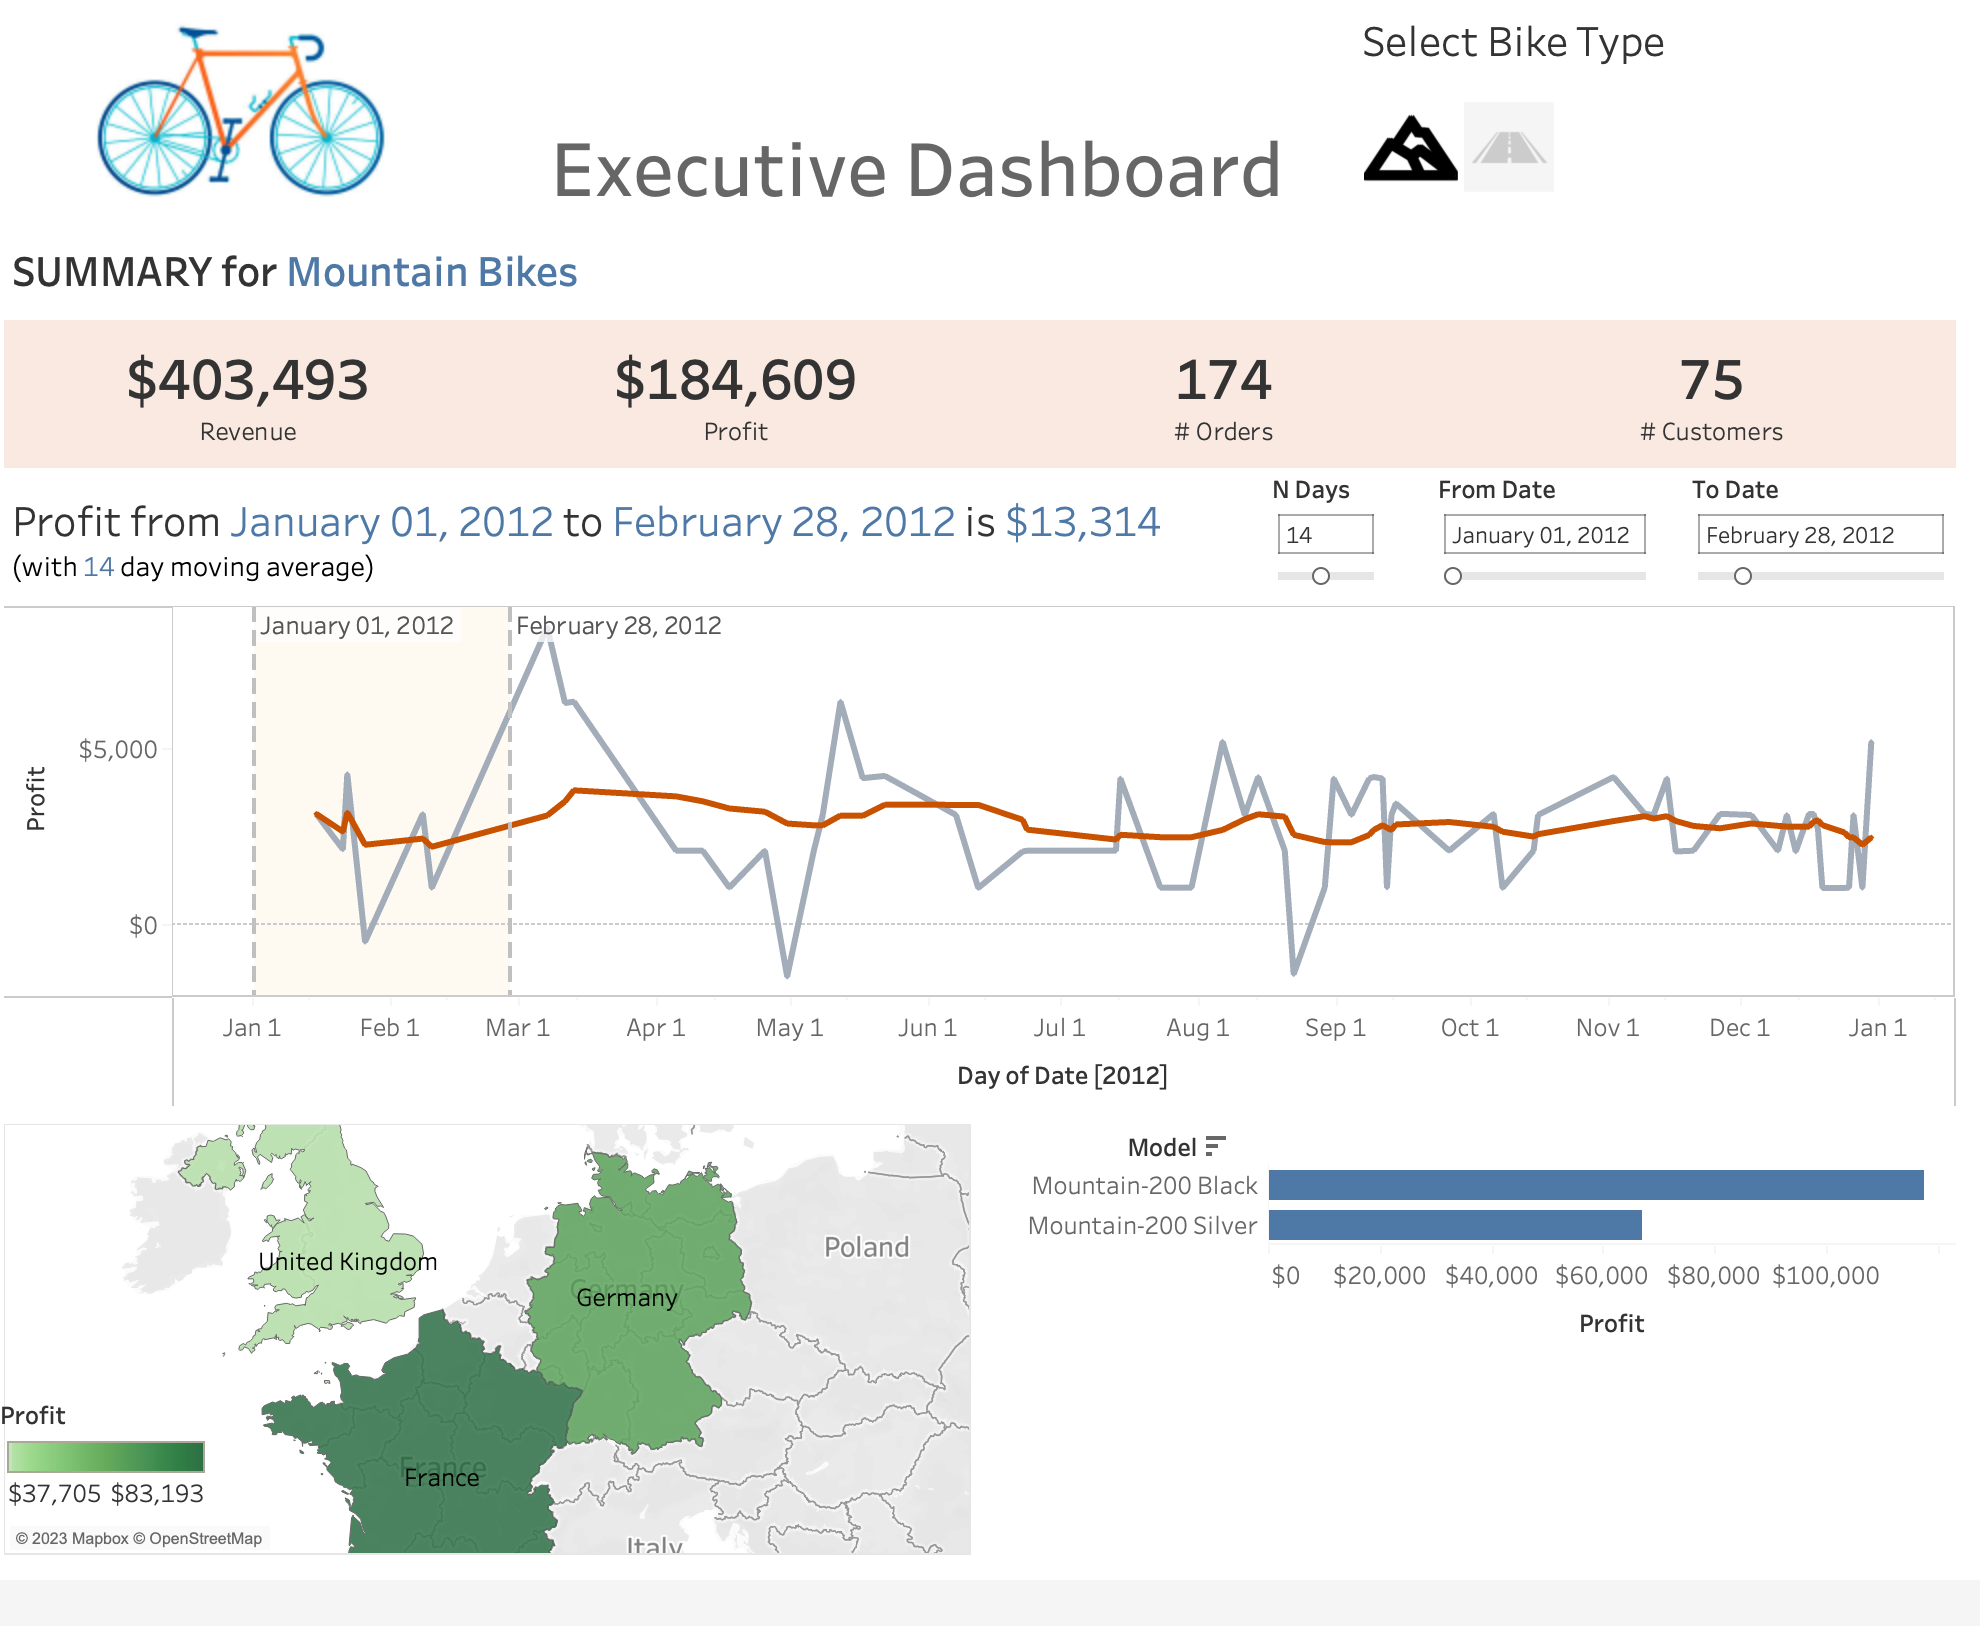 Select Bike Type
Executive Dashboard
SUMMARY for Mountain Bikes
$403,493
Revenue
$184,609
Profit
174
# Orders
75
# Customers
Profit from January 01, 2012 to February 28, 2012 is $13,314
(with 14 day moving average)
N Days
14
From Date
January 01, 2012
To Date
February 28, 2012
January 01, 2012
February 28, 2012
Profit
$5,000
$0
Jan 1 Feb 1 Mar 1 Apr 1 May 1 Jun 1 Jul 1 Aug 1 Sep 1 Oct 1 Nov 1 Dec 1 Jan 1
Day of Date [2012]
United Kingdom
Germany
Germany
Poland
France
France
Italy
Profit
$37,705 $83,193
© 2023 Mapbox © OpenStreetMap
Model
Mountain-200 Black
Mountain-200 Silver
$0 $20,000 $40,000 $60,000 $80,000 $100,000
Profit